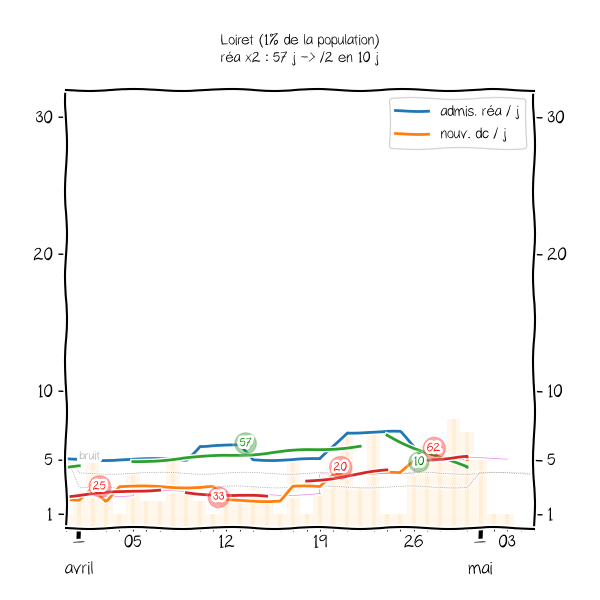 Loiret (1% de la population)
réa x2 : 57 j -> /2 en 10 j
admis. réa / j
nouv. dc / j
30 30
20 20
10 10
5 5
1 1
bruit
57
62
10
20
25
33
05 12 19 26 03
avril mai